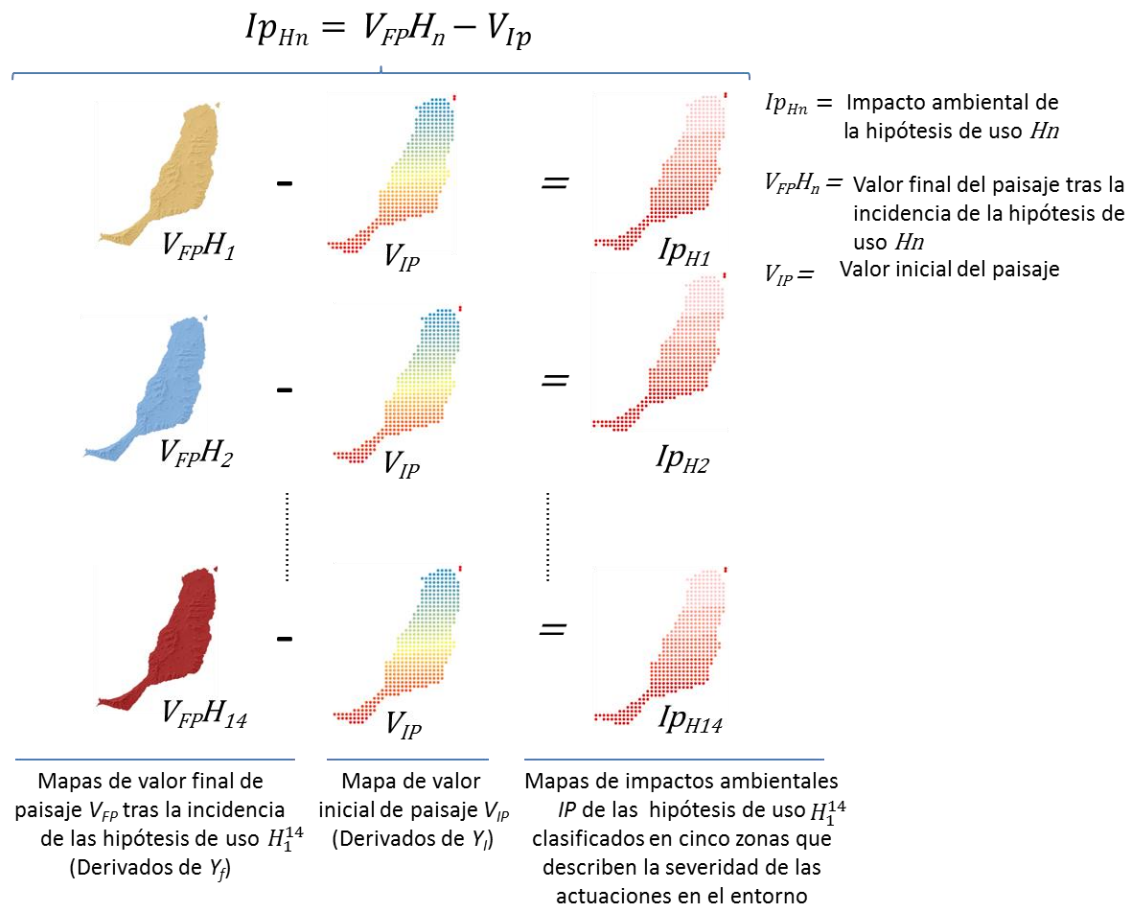 Ip_Hn = V_FP H_n − V_Ip
Ip_Hn = Impacto ambiental de
la hipótesis de uso Hn
V_FP H_n = Valor final del paisaje tras la
incidencia de la hipótesis de
uso Hn
V_IP = Valor inicial del paisaje
- =
V_FP H_1 V_IP Ip_H1
- =
V_FP H_2 V_IP Ip_H2
- =
V_FP H_14 V_IP Ip_H14
Mapas de valor final de
paisaje V_FP tras la incidencia
de las hipótesis de uso H_1^14
(Derivados de Y_f)
Mapa de valor
inicial de paisaje V_IP
(Derivados de Y_I)
Mapas de impactos ambientales
IP de las hipótesis de uso H_1^14
clasificados en cinco zonas que
describen la severidad de las
actuaciones en el entorno